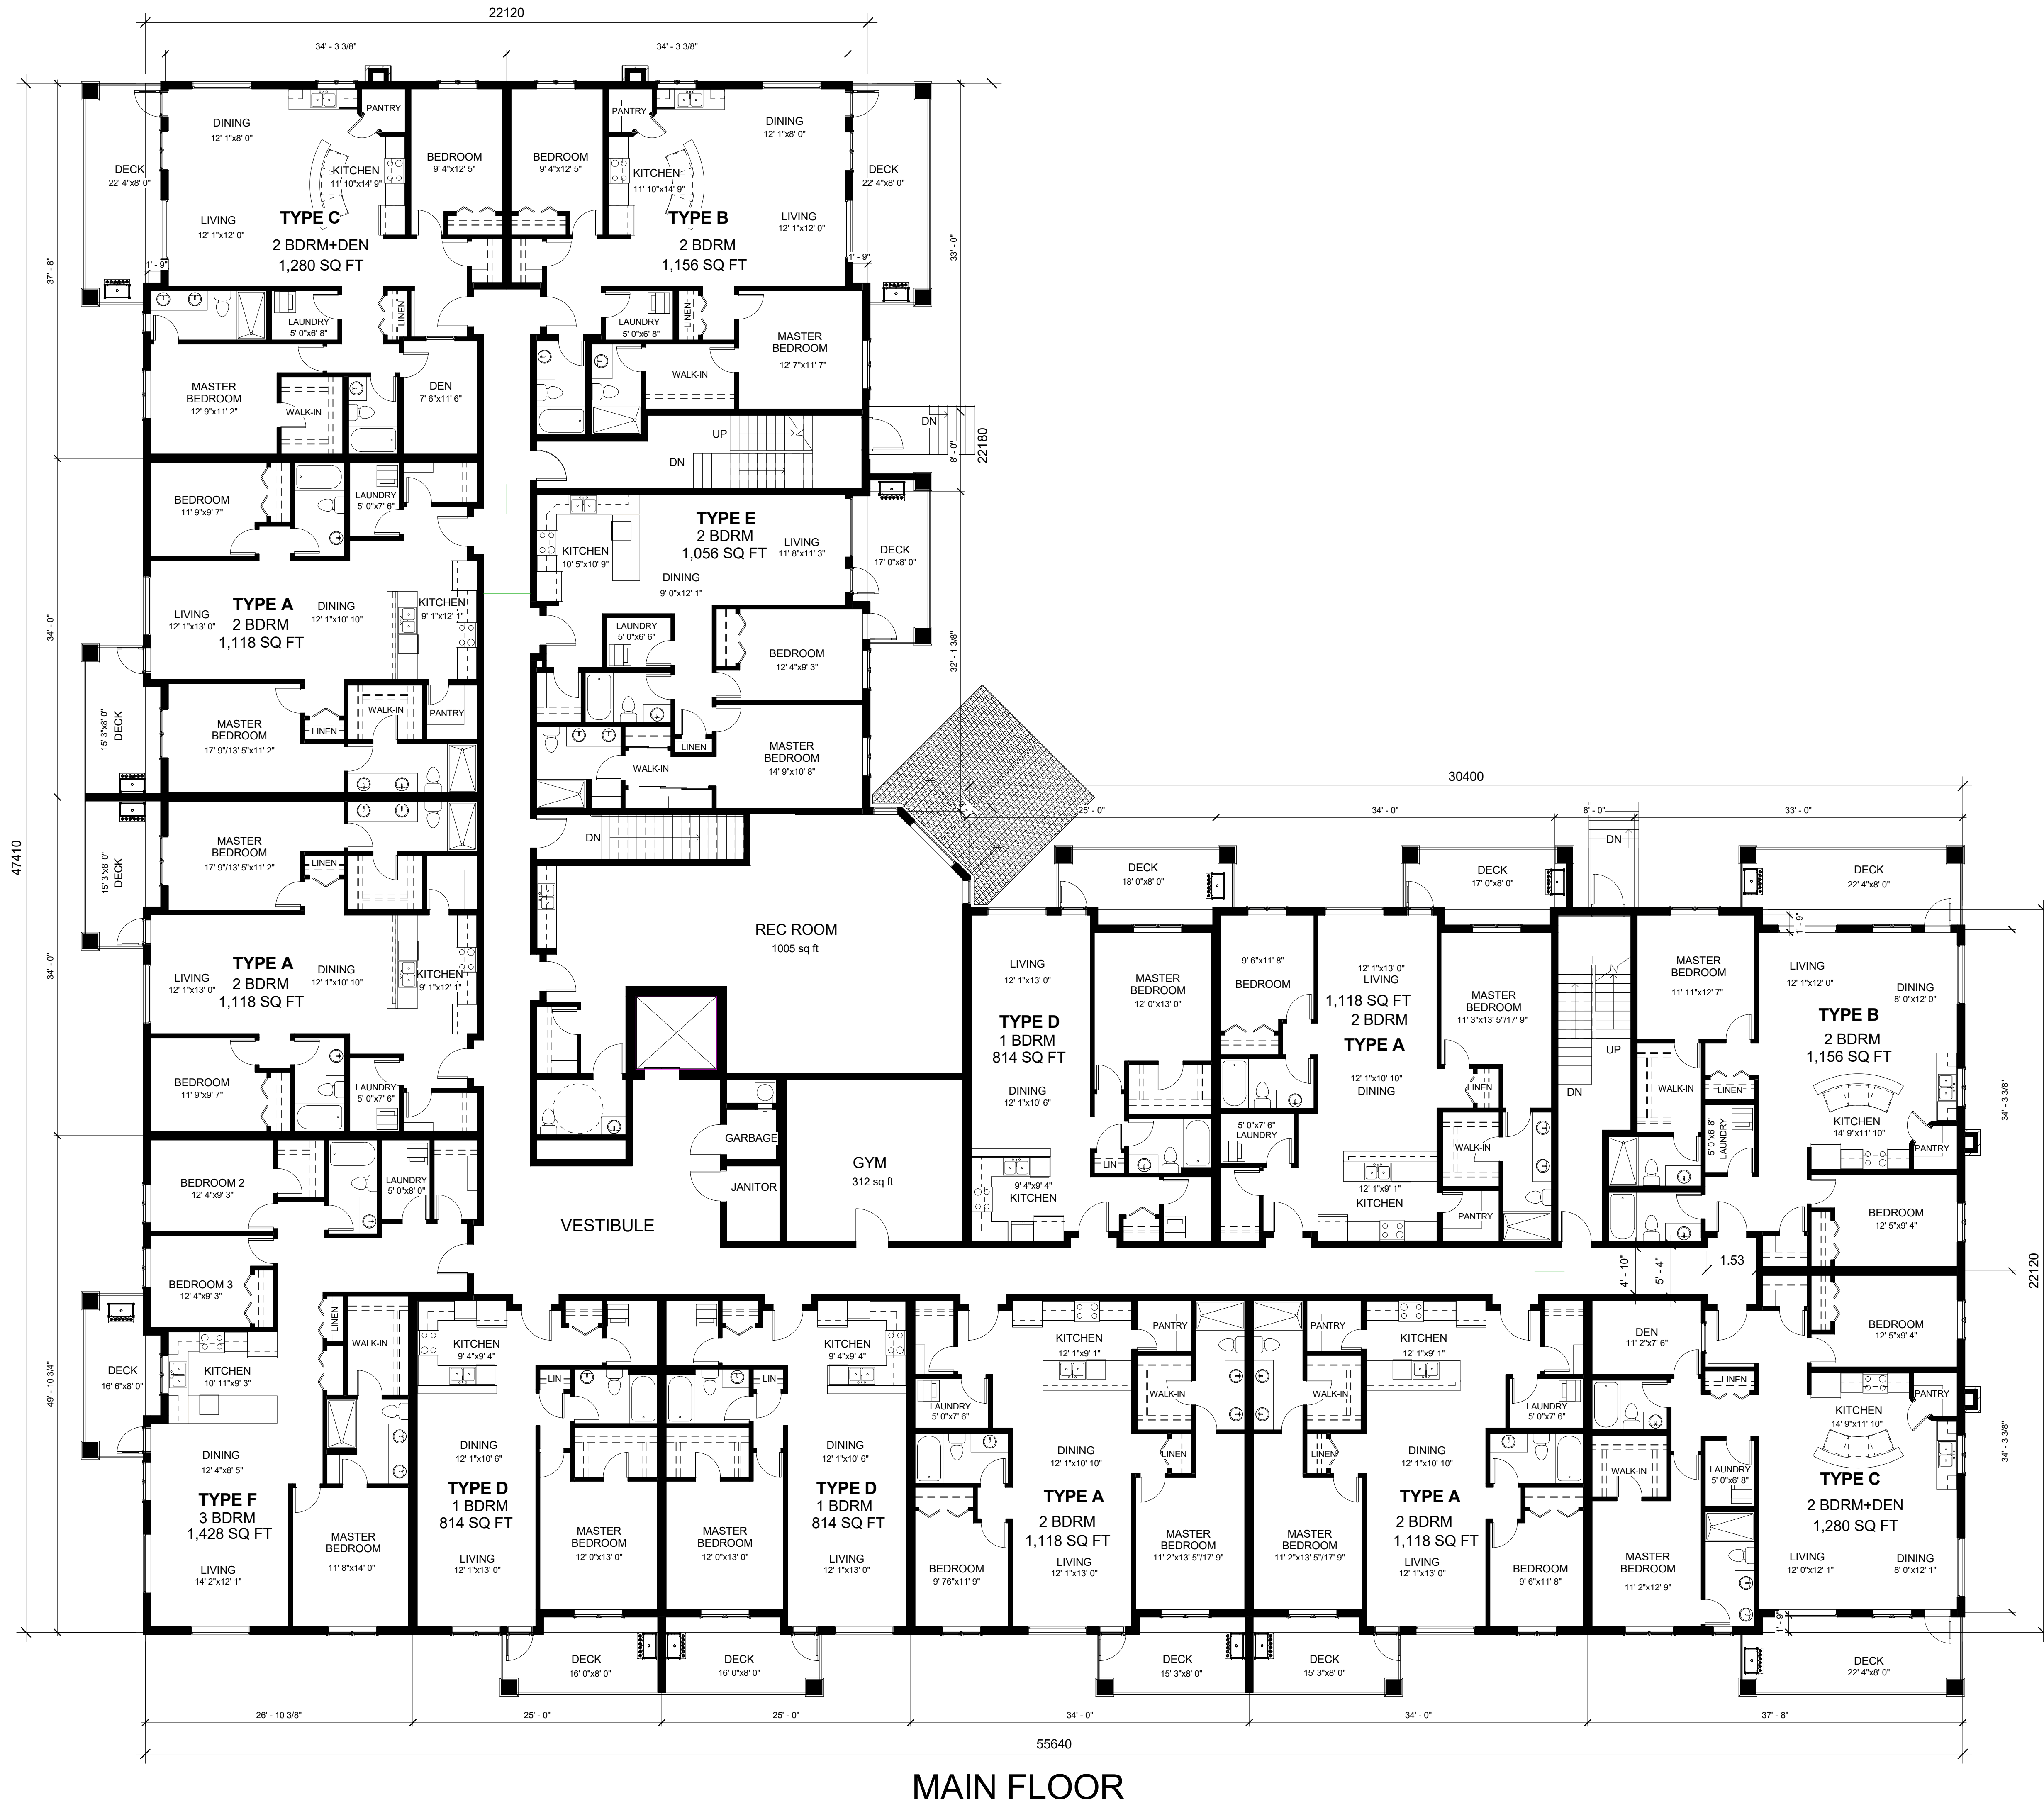 22120
34' - 3 3/8"
34' - 3 3/8"
DINING
12' 1"x8' 0"
PANTRY
BEDROOM
9' 4"x12' 5"
DECK
22' 4"x8' 0"
KITCHEN
11' 10"x14' 9"
LIVING
12' 1"x12' 0"
TYPE C
2 BDRM+DEN
1,280 SQ FT
1' - 9"
LAUNDRY
5' 0"x6' 8"
LINEN
MASTER
BEDROOM
12' 9"x11' 2"
WALK-IN
DEN
7' 6"x11' 6"
BEDROOM
9' 4"x12' 5"
PANTRY
DINING
12' 1"x8' 0"
KITCHEN
11' 10"x14' 9"
DECK
22' 4"x8' 0"
TYPE B
2 BDRM
1,156 SQ FT
LIVING
12' 1"x12' 0"
1' - 9"
LAUNDRY
5' 0"x6' 8"
LINEN
MASTER
BEDROOM
12' 7"x11' 7"
WALK-IN
UP
DN
DN
33' - 0"
8' - 0"
22180
32' - 1 3/8"
37' - 8"
34' - 0"
34' - 0"
49' - 10 3/4"
47410
BEDROOM
11' 9"x9' 7"
LAUNDRY
5' 0"x7' 6"
LIVING
12' 1"x13' 0"
TYPE A
2 BDRM
1,118 SQ FT
DINING
12' 1"x10' 10"
KITCHEN
9' 1"x12' 1"
DECK
15' 3"x8' 0"
MASTER
BEDROOM
17' 9"/13' 5"x11' 2"
LINEN
WALK-IN
PANTRY
TYPE E
2 BDRM
1,056 SQ FT
KITCHEN
10' 5"x10' 9"
LIVING
11' 8"x11' 3"
DINING
9' 0"x12' 1"
DECK
17' 0"x8' 0"
LAUNDRY
5' 0"x6' 6"
BEDROOM
12' 4"x9' 3"
LINEN
WALK-IN
MASTER
BEDROOM
14' 9"x10' 8"
DECK
15' 3"x8' 0"
MASTER
BEDROOM
17' 9"/13' 5"x11' 2"
LINEN
LIVING
12' 1"x13' 0"
TYPE A
2 BDRM
1,118 SQ FT
DINING
12' 1"x10' 10"
KITCHEN
9' 1"x12' 1"
BEDROOM
11' 9"x9' 7"
LAUNDRY
5' 0"x7' 6"
DN
REC ROOM
1005 sq ft
GARBAGE
JANITOR
GYM
312 sq ft
VESTIBULE
30400
25' - 0"
34' - 0"
8' - 0"
33' - 0"
DECK
18' 0"x8' 0"
DECK
17' 0"x8' 0"
DN
DECK
22' 4"x8' 0"
LIVING
12' 1"x13' 0"
MASTER
BEDROOM
12' 0"x13' 0"
TYPE D
1 BDRM
814 SQ FT
DINING
12' 1"x10' 6"
LIN
9' 4"x9' 4"
KITCHEN
9' 6"x11' 8"
BEDROOM
12' 1"x13' 0"
LIVING
1,118 SQ FT
2 BDRM
TYPE A
12' 1"x10' 10"
DINING
MASTER
BEDROOM
11' 3"x13' 5"/17' 9"
LINEN
5' 0"x7' 6"
LAUNDRY
WALK-IN
12' 1"x9' 1"
KITCHEN
PANTRY
UP
DN
MASTER
BEDROOM
11' 11"x12' 7"
1' - 9"
LIVING
12' 1"x12' 0"
DINING
8' 0"x12' 0"
TYPE B
2 BDRM
1,156 SQ FT
WALK-IN
LINEN
LAUNDRY
5' 0"x6' 8"
KITCHEN
14' 9"x11' 10"
PANTRY
BEDROOM
12' 5"x9' 4"
34' - 3 3/8"
22120
34' - 3 3/8"
4' - 10"
5' - 4"
1.53
BEDROOM 2
12' 4"x9' 3"
LAUNDRY
5' 0"x8' 0"
BEDROOM 3
12' 4"x9' 3"
LINEN
WALK-IN
DECK
16' 6"x8' 0"
KITCHEN
10' 11"x9' 3"
DINING
12' 4"x8' 5"
TYPE F
3 BDRM
1,428 SQ FT
LIVING
14' 2"x12' 1"
MASTER
BEDROOM
11' 8"x14' 0"
KITCHEN
9' 4"x9' 4"
LIN
DINING
12' 1"x10' 6"
TYPE D
1 BDRM
814 SQ FT
LIVING
12' 1"x13' 0"
MASTER
BEDROOM
12' 0"x13' 0"
KITCHEN
9' 4"x9' 4"
LIN
DINING
12' 1"x10' 6"
TYPE D
1 BDRM
814 SQ FT
LIVING
12' 1"x13' 0"
MASTER
BEDROOM
12' 0"x13' 0"
KITCHEN
12' 1"x9' 1"
PANTRY
WALK-IN
LAUNDRY
5' 0"x7' 6"
DINING
12' 1"x10' 10"
LINEN
TYPE A
2 BDRM
1,118 SQ FT
LIVING
12' 1"x13' 0"
BEDROOM
9' 76"x11' 9"
MASTER
BEDROOM
11' 2"x13' 5"/17' 9"
PANTRY
KITCHEN
12' 1"x9' 1"
WALK-IN
LAUNDRY
5' 0"x7' 6"
LINEN
DINING
12' 1"x10' 10"
TYPE A
2 BDRM
1,118 SQ FT
LIVING
12' 1"x13' 0"
MASTER
BEDROOM
11' 2"x13' 5"/17' 9"
BEDROOM
9' 6"x11' 8"
DEN
11' 2"x7' 6"
BEDROOM
12' 5"x9' 4"
LINEN
KITCHEN
14' 9"x11' 10"
PANTRY
WALK-IN
LAUNDRY
5' 0"x6' 8"
TYPE C
2 BDRM+DEN
1,280 SQ FT
MASTER
BEDROOM
11' 2"x12' 9"
LIVING
12' 0"x12' 1"
DINING
8' 0"x12' 1"
1' - 9"
DECK
16' 0"x8' 0"
DECK
16' 0"x8' 0"
DECK
15' 3"x8' 0"
DECK
15' 3"x8' 0"
DECK
22' 4"x8' 0"
26' - 10 3/8"
25' - 0"
25' - 0"
34' - 0"
34' - 0"
37' - 8"
55640
MAIN FLOOR